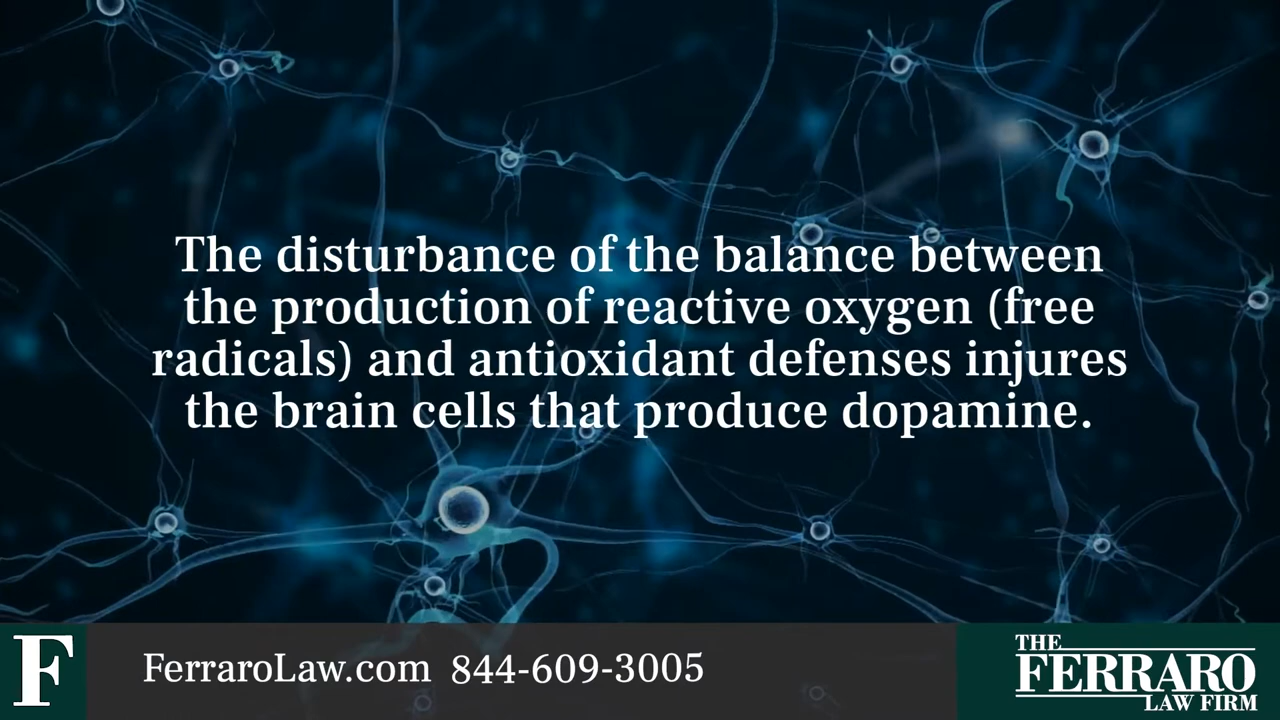 The disturbance of the balance between
the production of reactive oxygen (free
radicals) and antioxidant defenses injures
the brain cells that produce dopamine.
F
FerraroLaw.com 844-609-3005
THE
FERRARO
LAW FIRM